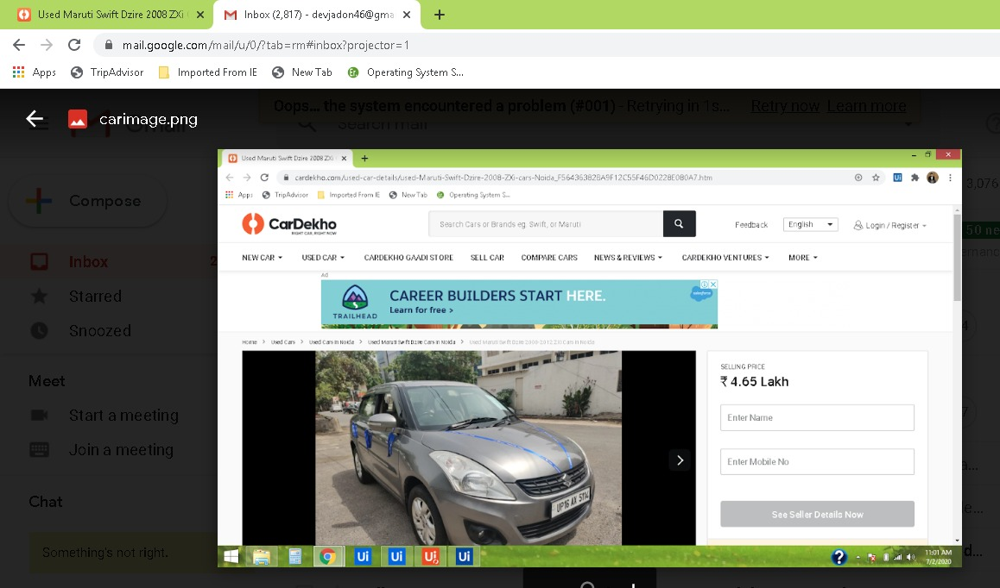 Used Maruti Swift Dzire 2008 ZXi
Inbox (2,817) - devjadon46@gma
mail.google.com/mail/u/0/?tab=rm#inbox?projector=1
Apps TripAdvisor Imported From IE New Tab Operating System S...
carimage.png
Oops... the system encountered a problem (#001) - Retrying in 1s... Retry now Learn more
Search mail
Compose
Inbox
Starred
Snoozed
Meet
Start a meeting
Join a meeting
Chat
Something's not right.
Used Maruti Swift Dzire 2008 ZXi
cardekho.com/used-car-details/used-Maruti-Swift-Dzire-2008-ZXi-cars-Noida_F564363828A9F12C55F46D0228E080A7.htm
Apps TripAdvisor Imported From IE New Tab Operating System S...
CarDekho
RIGHT CAR, RIGHT NOW
Search Cars or Brands eg. Swift, or Maruti
Feedback
English
Login / Register
NEW CAR USED CAR CARDEKHO GAADI STORE SELL CAR COMPARE CARS NEWS & REVIEWS CARDEKHO VENTURES MORE
Ad
TRAILHEAD
CAREER BUILDERS START HERE.
Learn for free >
salesforce
Home > Used Cars > Used Cars in Noida > Used Maruti Swift Dzire Cars in Noida > Used Maruti Swift Dzire 2008-2012 ZXi Cars in Noida
UP16 AX 5114
SELLING PRICE
₹ 4.65 Lakh
Enter Name
Enter Mobile No
See Seller Details Now
Ui Ui Ui Ui
11:01 AM
7/2/2020
3,076
50 ne